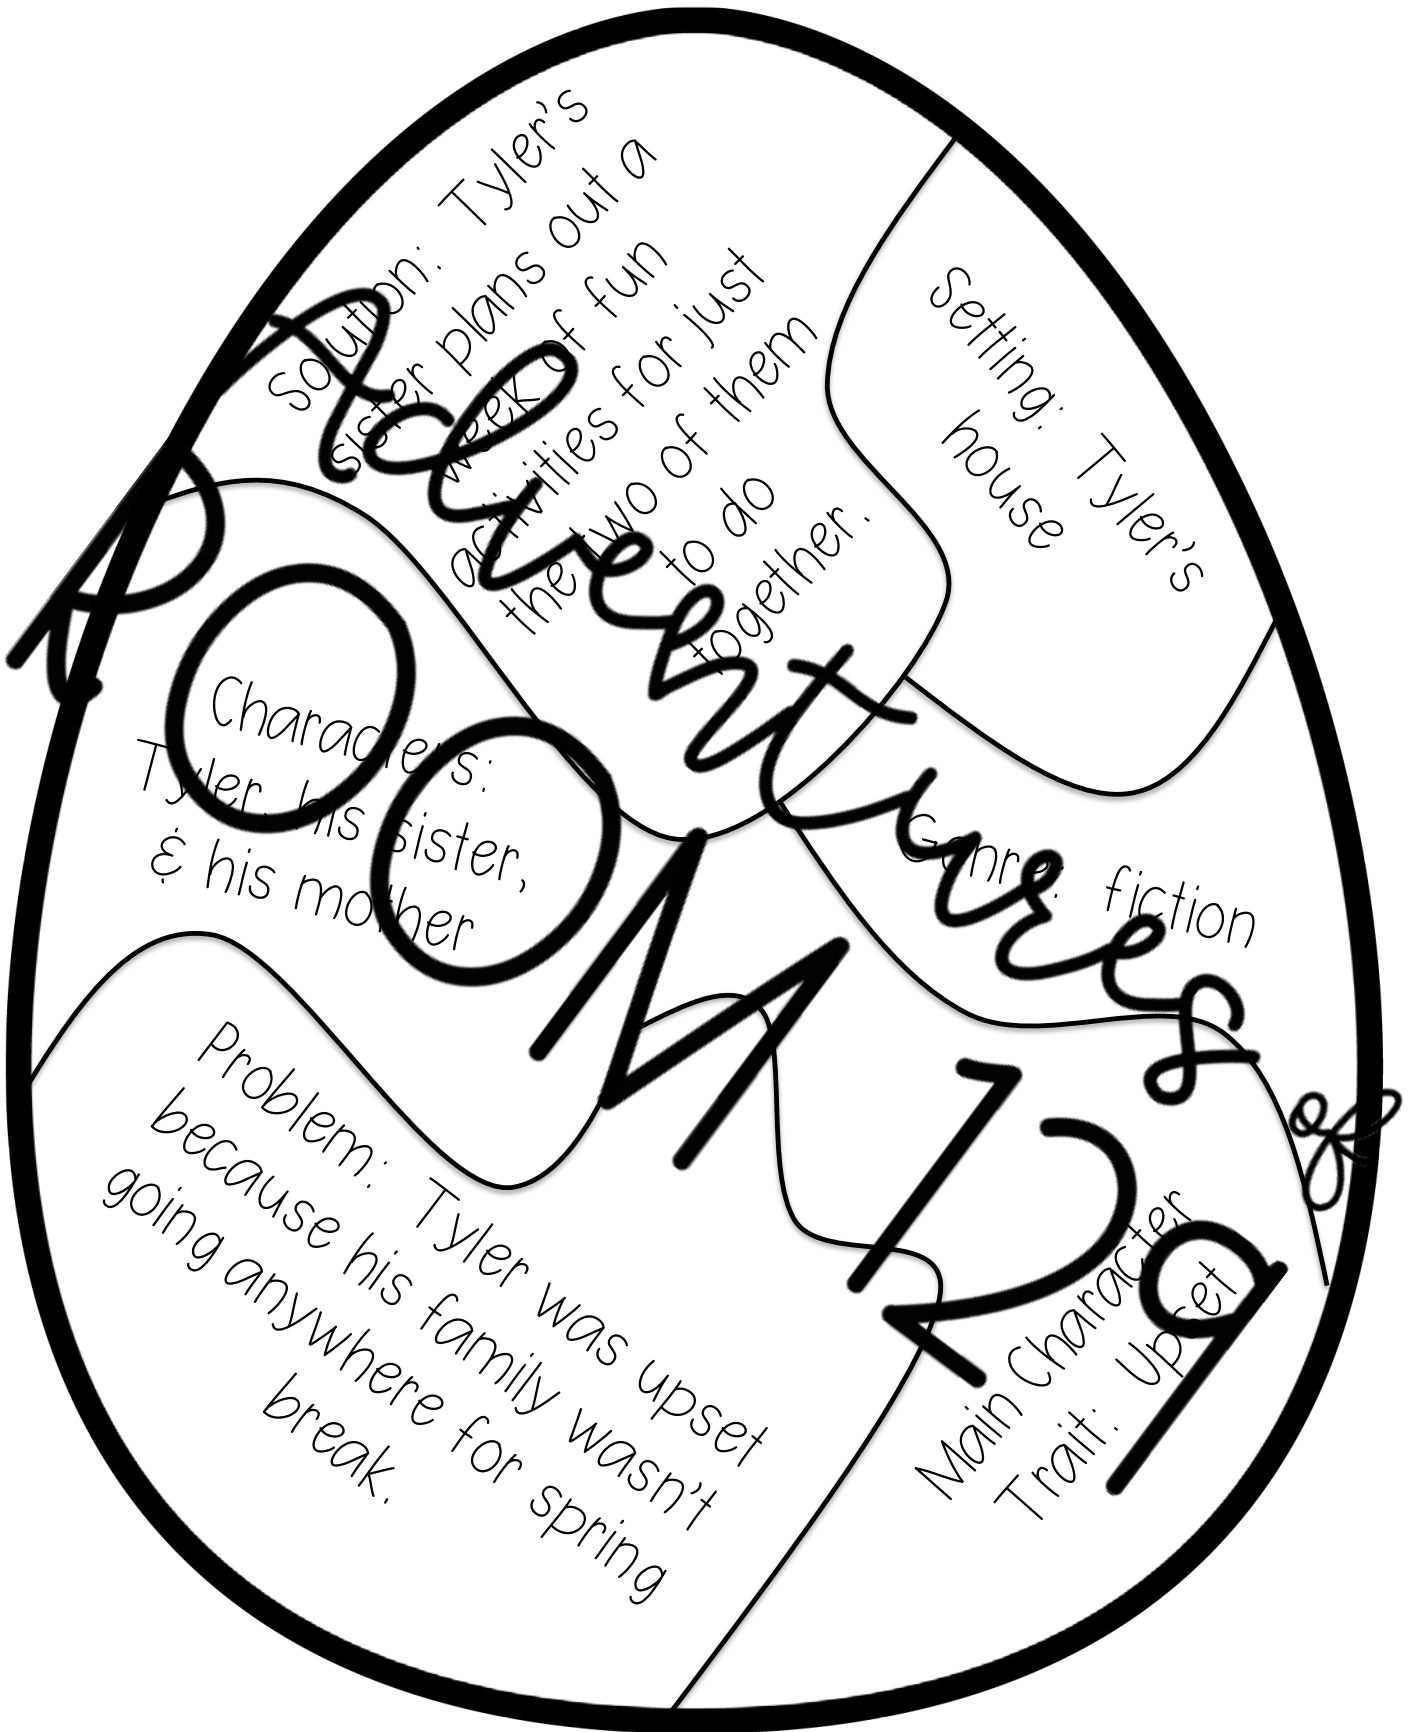 Solution: Tyler's
sister plans out a
week of fun
activities for just
the two of them
to do
together.
Setting: Tyler's
house
Characters:
Tyler, his sister,
& his mother
Genre: fiction
Problem: Tyler was upset
because his family wasn't
going anywhere for spring
break.
Main Character
Trait: Upset
Adventures of
ROOM 129